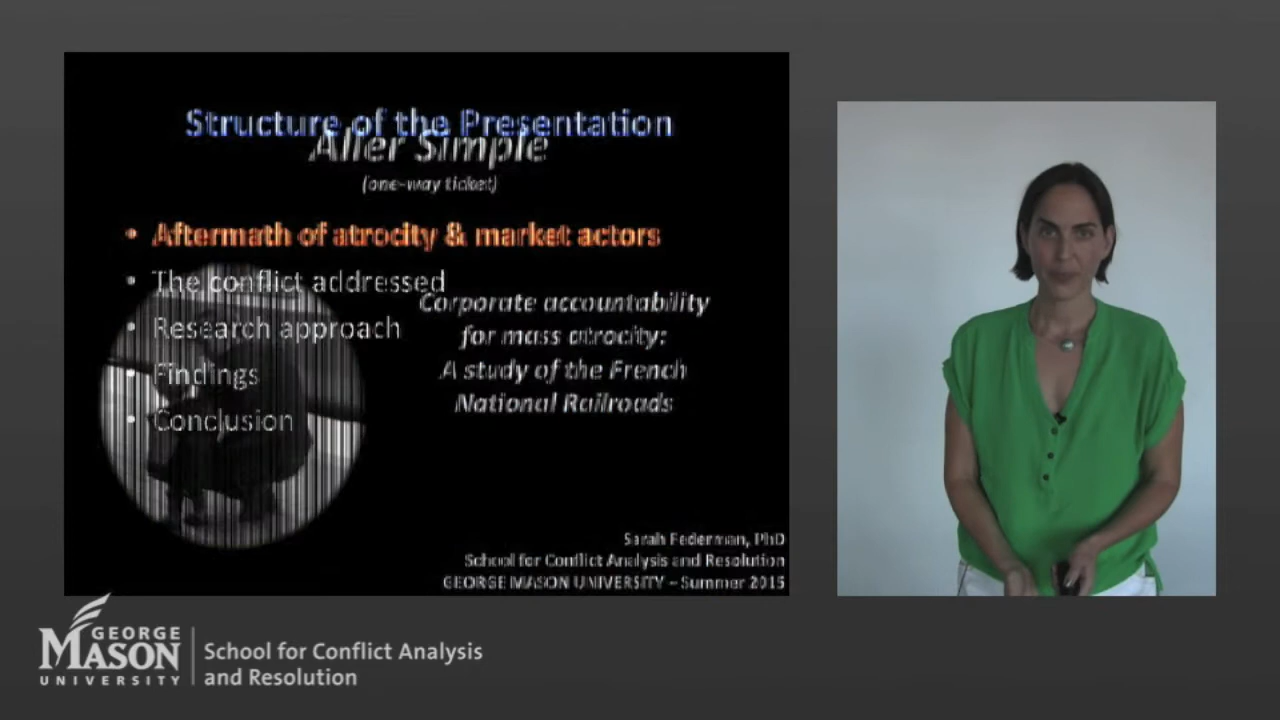 Structure of the Presentation
Aller Simple
(one-way ticket)
• Aftermath of atrocity & market actors
• The conflict addressed
Corporate accountability
• Research approach
for mass atrocity:
• Findings
A study of the French
National Railroads
• Conclusion
Sarah Federman, PhD
School for Conflict Analysis and Resolution
GEORGE MASON UNIVERSITY – Summer 2015
GEORGE
MASON
UNIVERSITY
School for Conflict Analysis
and Resolution